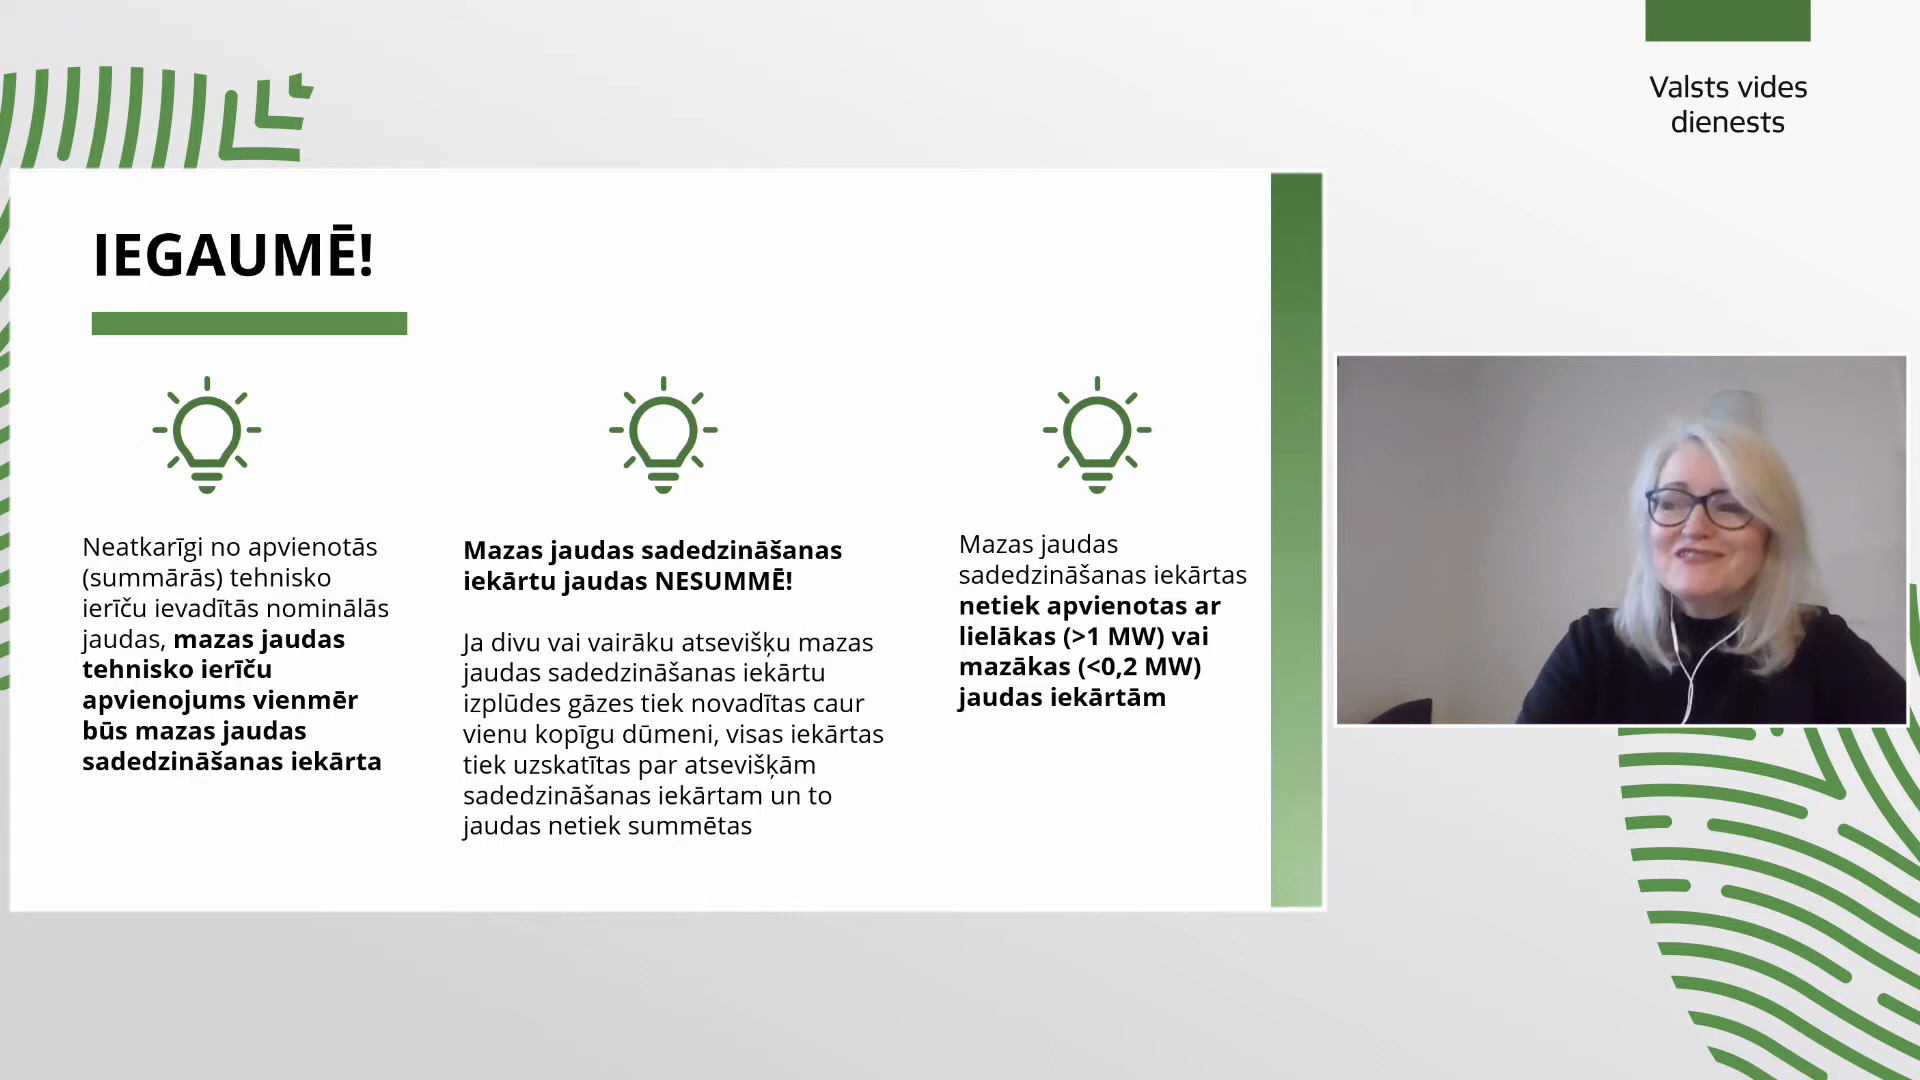 Valsts vides
dienests
IEGAUMĒ!
Neatkarīgi no apvienotās
(summārās) tehnisko
ierīču ievadītās nominālās
jaudas, mazas jaudas
tehnisko ierīču
apvienojums vienmēr
būs mazas jaudas
sadedzināšanas iekārta
Mazas jaudas sadedzināšanas
iekārtu jaudas NESUMMĒ!
Ja divu vai vairāku atsevišķu mazas
jaudas sadedzināšanas iekārtu
izplūdes gāzes tiek novadītas caur
vienu kopīgu dūmeni, visas iekārtas
tiek uzskatītas par atsevišķām
sadedzināšanas iekārtam un to
jaudas netiek summētas
Mazas jaudas
sadedzināšanas iekārtas
netiek apvienotas ar
lielākas (>1 MW) vai
mazākas (<0,2 MW)
jaudas iekārtām